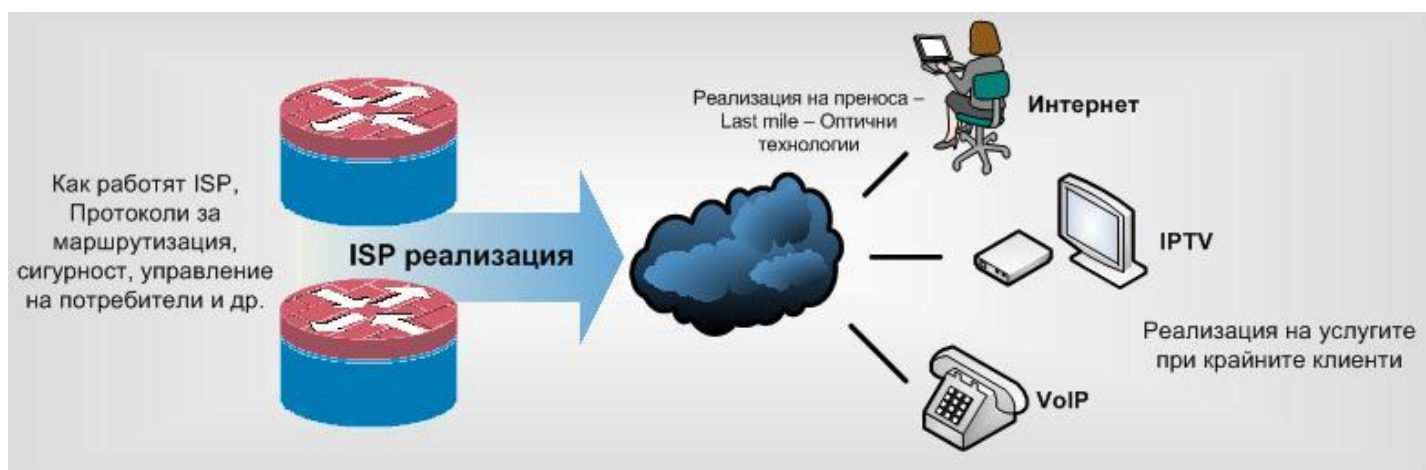 Как работят ISP,
Протоколи за
маршрутизация,
сигурност, управление
на потребители и др.
ISP реализация
Реализация на преноса –
Last mile – Оптични
технологии
Интернет
IPTV
VoIP
Реализация на услугите
при крайните клиенти